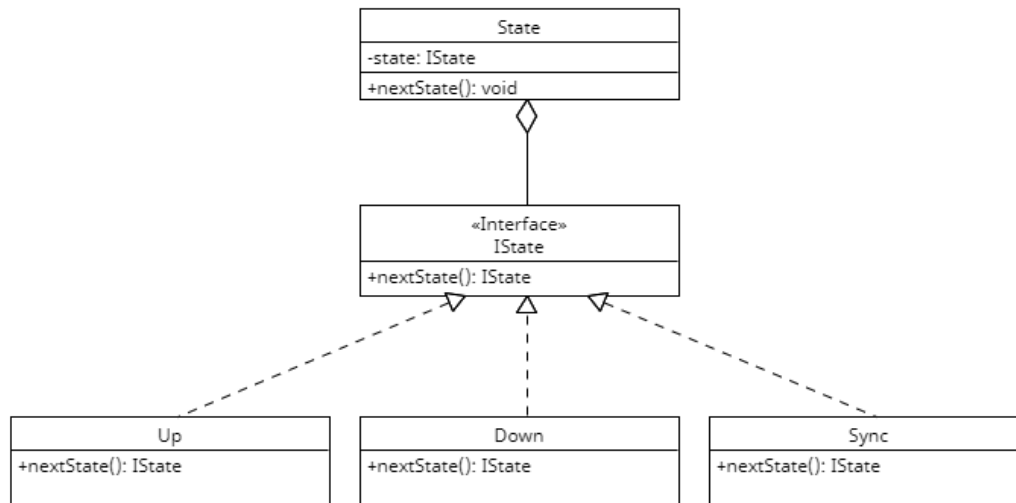 State
-state: IState
+nextState(): void
«Interface»
IState
+nextState(): IState
Up
+nextState(): IState
Down
+nextState(): IState
Sync
+nextState(): IState